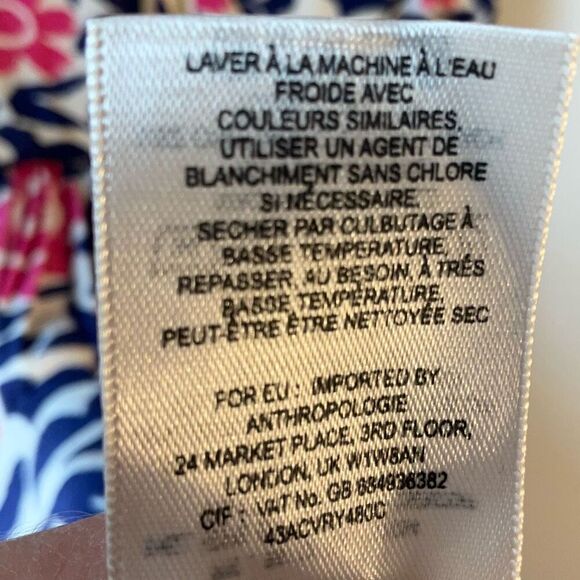 LAVER À LA MACHINE À L'EAU
FROIDE AVEC
COULEURS SIMILAIRES.
UTILISER UN AGENT DE
BLANCHIMENT SANS CHLORE
SI NÉCESSAIRE.
SECHER PAR CULBUTAGE À
BASSE TEMPERATURE.
REPASSER, AU BESOIN, À TRÉS
BASSE TEMPÉRATURE.
PEUT-ÊTRE ÊTRE NETTOYÉE SEC
FOR EU: IMPORTED BY
ANTHROPOLOGIE
24 MARKET PLACE, 3RD FLOOR,
LONDON, UK W1W8AN
CIF: VAT No. GB 884936382
43ACVRY480C